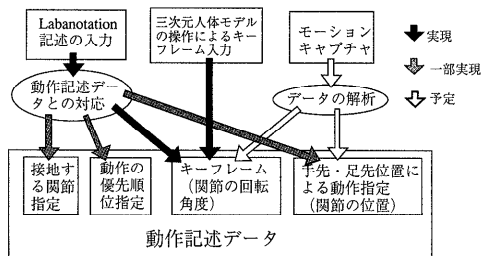 Labanotation
記述の入力
三次元人体モデル
の操作によるキー
フレーム入力
モーション
キャプチャ
実現
一部実現
予定
動作記述デー
タとの対応
データの解析
接地す
る関節
指定
動作の
優先順
位指定
キーフレーム
（関節の回転
角度）
手先・足先位置に
よる動作指定
（関節の位置）
動作記述データ